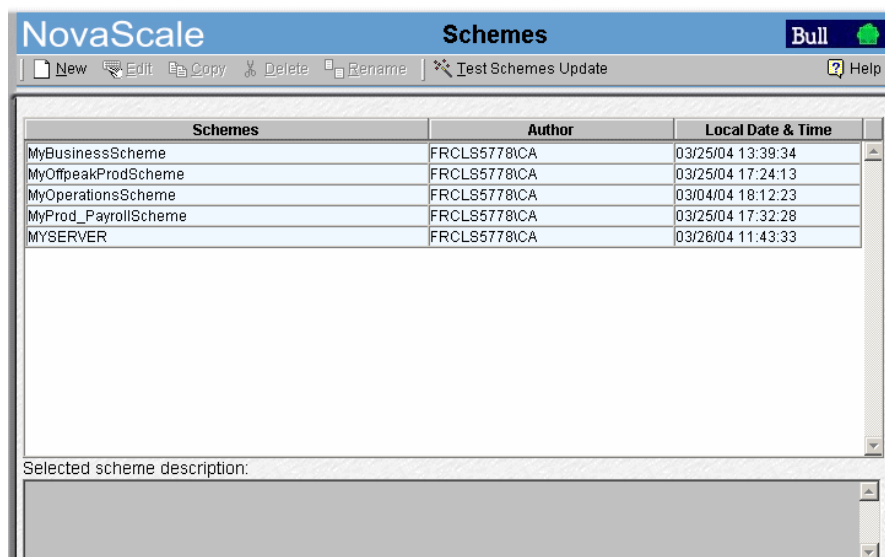 NovaScale Schemes Bull
New Edit Copy Delete Rename Test Schemes Update Help
Schemes Author Local Date & Time
MyBusinessScheme FRCLS5778\CA 03/25/04 13:39:34
MyOffpeakProdScheme FRCLS5778\CA 03/25/04 17:24:13
MyOperationsScheme FRCLS5778\CA 03/04/04 18:12:23
MyProd_PayrollScheme FRCLS5778\CA 03/25/04 17:32:28
MYSERVER FRCLS5778\CA 03/26/04 11:43:33
Selected scheme description: